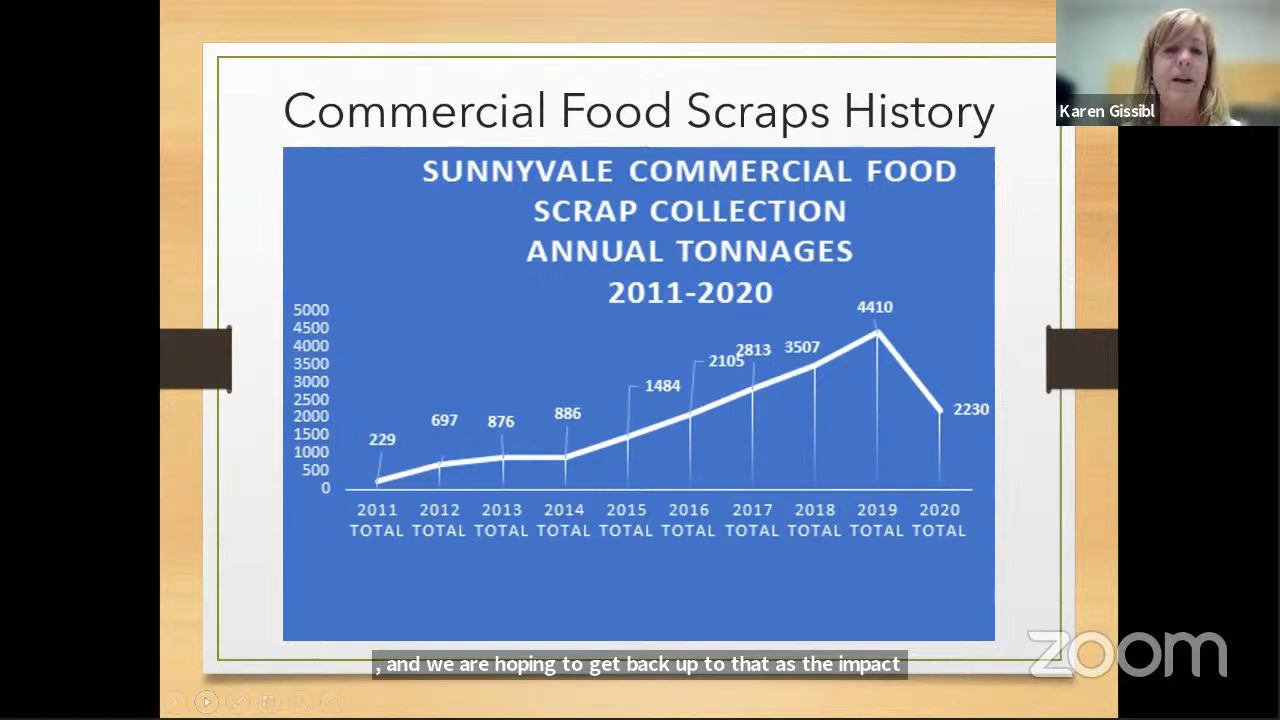 Commercial Food Scraps History
Karen Gissibl
SUNNYVALE COMMERCIAL FOOD
SCRAP COLLECTION
ANNUAL TONNAGES
2011-2020
5000
4500
4000
3500
3000
2500
2000
1500
1000
500
0
229
697
876
886
1484
2105
2813
3507
4410
2230
2011 2012 2013 2014 2015 2016 2017 2018 2019 2020
TOTAL TOTAL TOTAL TOTAL TOTAL TOTAL TOTAL TOTAL TOTAL TOTAL
, and we are hoping to get back up to that as the impact
zoom